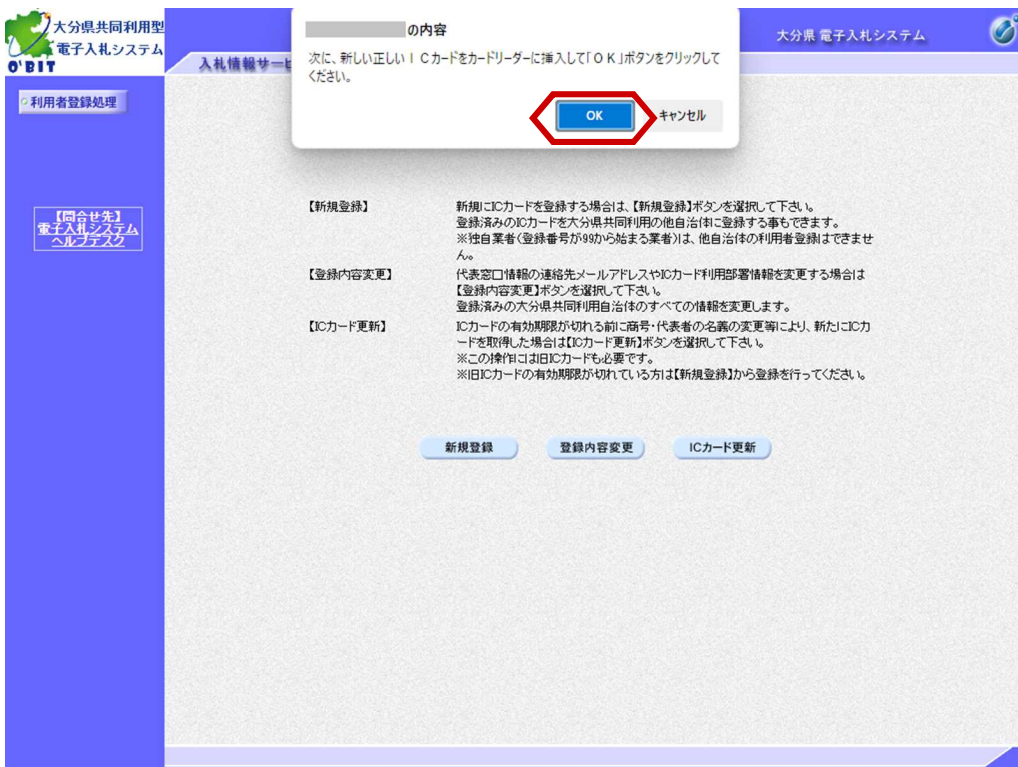 大分県共同利用型
電子入札システム
O'BIT
の内容
次に、新しい正しいＩＣカードをカードリーダーに挿入して「ＯＫ」ボタンをクリックして
ください。
OK
キャンセル
大分県 電子入札システム
入札情報サービ
利用者登録処理
【問合せ先】
電子入札システム
ヘルプデスク
【新規登録】
新規にICカードを登録する場合は、【新規登録】ボタンを選択して下さい。
登録済みのICカードを大分県共同利用の他自治体に登録する事もできます。
※独自業者(登録番号が99から始まる業者)は、他自治体の利用者登録はできませ
ん。
【登録内容変更】
代表窓口情報の連絡先メールアドレスやICカード利用部署情報を変更する場合は
【登録内容変更】ボタンを選択して下さい。
登録済みの大分県共同利用自治体のすべての情報を変更します。
【ICカード更新】
ICカードの有効期限が切れる前に商号・代表者の名義の変更等により、新たにICカ
ードを取得した場合は【ICカード更新】ボタンを選択して下さい。
※この操作には旧ICカードも必要です。
※旧ICカードの有効期限が切れている方は【新規登録】から登録を行ってください。
新規登録
登録内容変更
ICカード更新